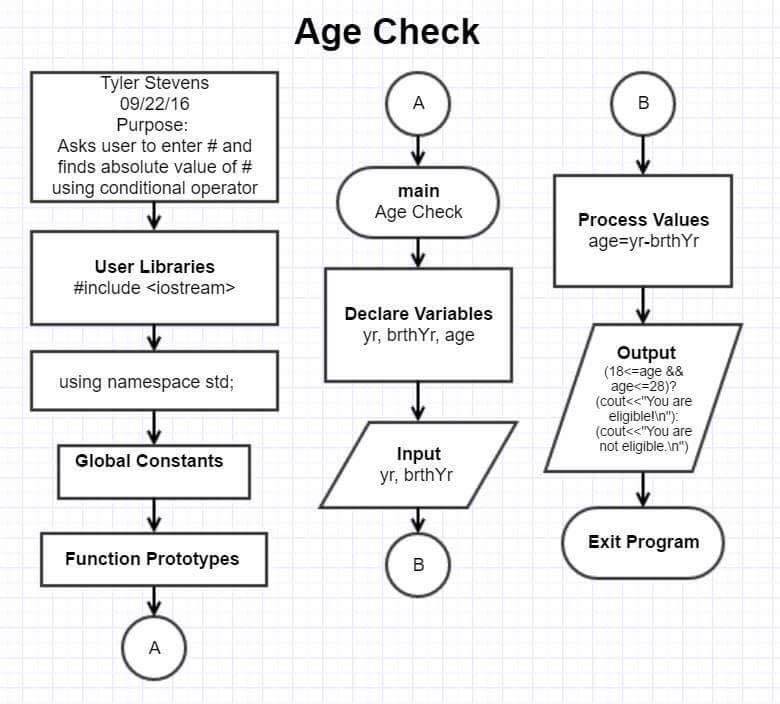 Age Check
Tyler Stevens
09/22/16
Purpose:
Asks user to enter # and
finds absolute value of #
using conditional operator
User Libraries
#include <iostream>
using namespace std;
Global Constants
Function Prototypes
A
A
main
Age Check
Declare Variables
yr, brthYr, age
Input
yr, brthYr
B
B
Process Values
age=yr-brthYr
Output
(18<=age &&
age<=28)?
(cout<<"You are
eligible!\n"):
(cout<<"You are
not eligible.\n")
Exit Program